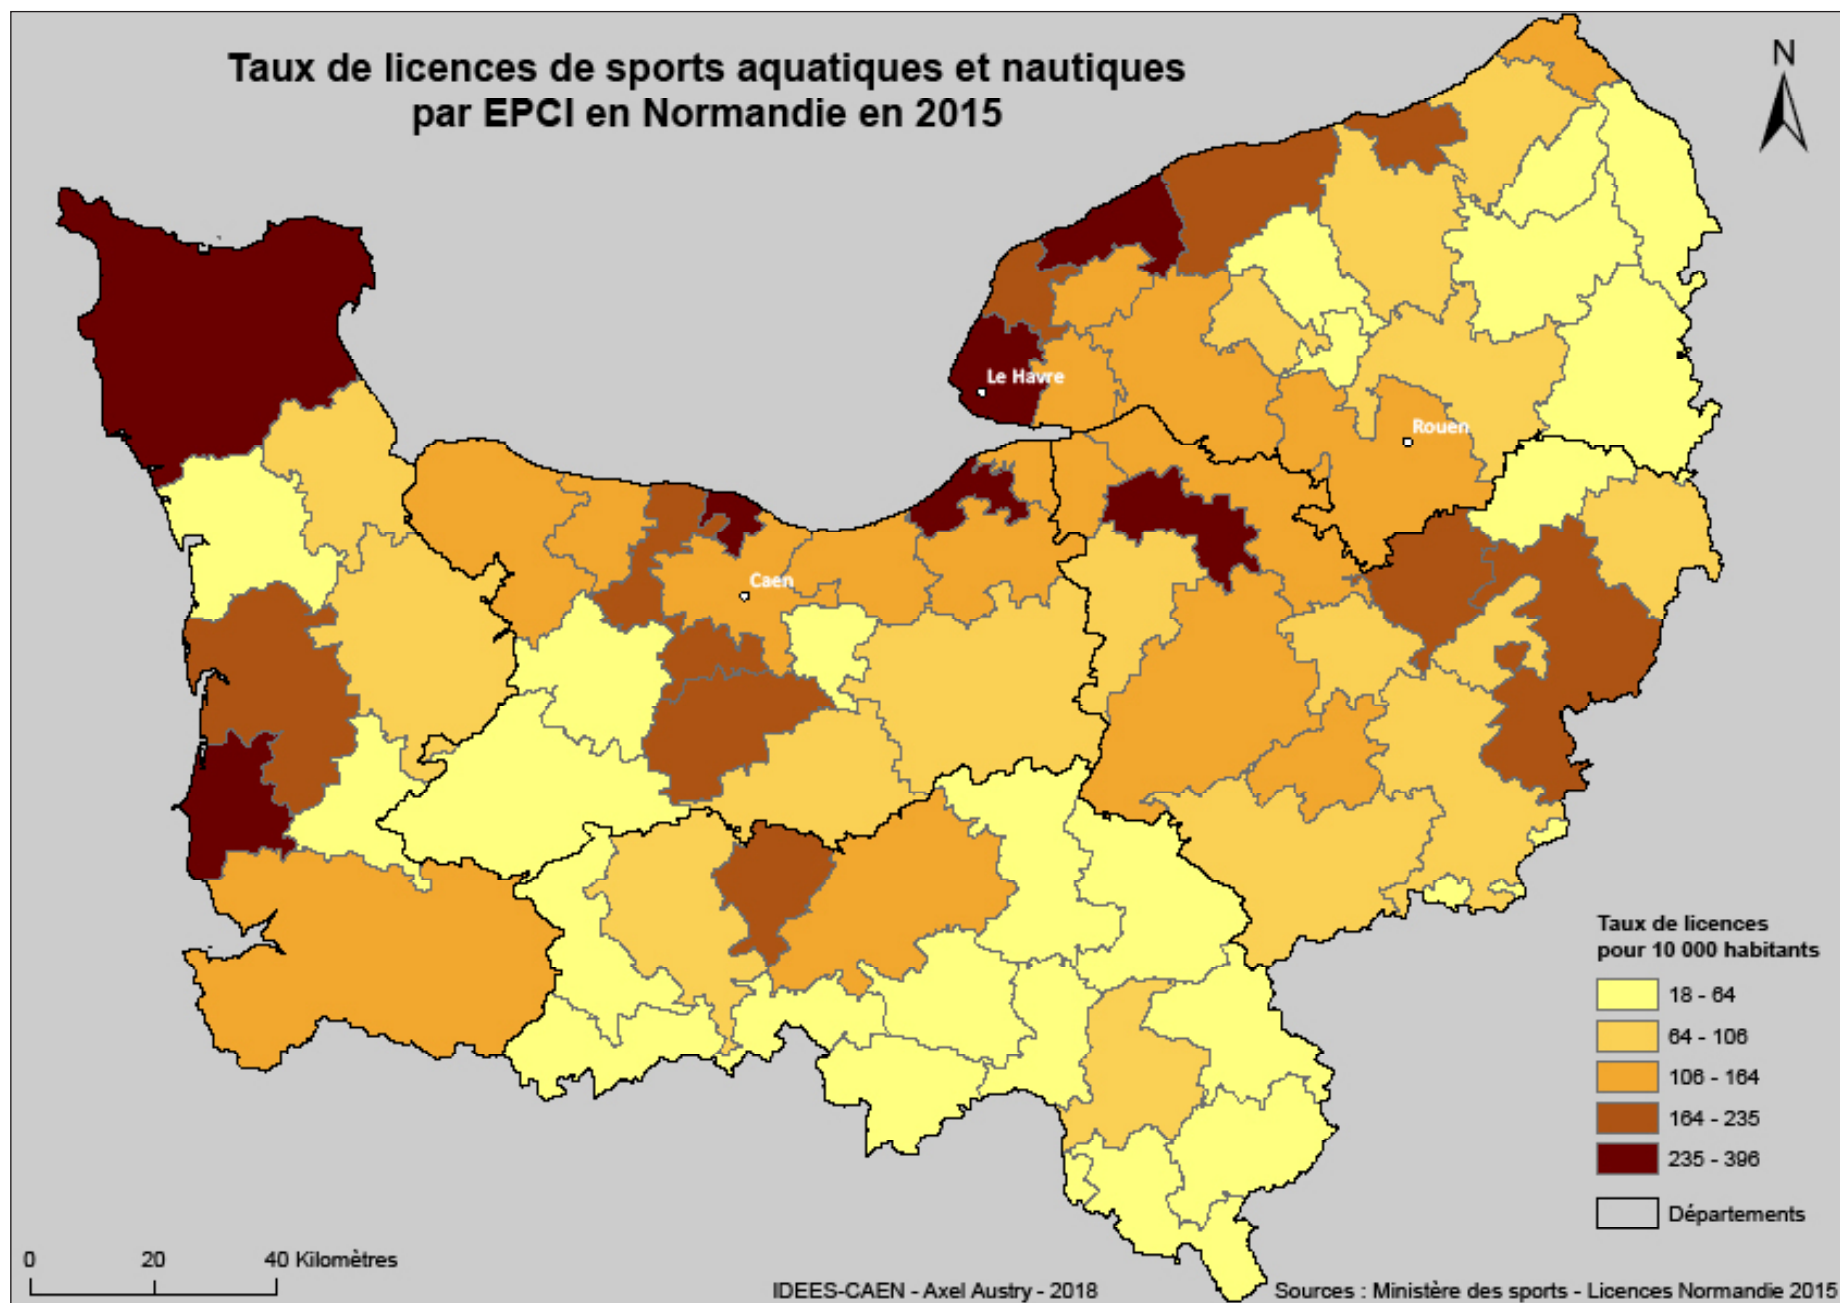 Taux de licences de sports aquatiques et nautiques
par EPCI en Normandie en 2015
N
Le Havre
Rouen
Caen
Taux de licences
pour 10 000 habitants
18 - 64
64 - 106
106 - 164
164 - 235
235 - 396
Départements
0 20 40 Kilomètres
IDEES-CAEN - Axel Austry - 2018
Sources : Ministère des sports - Licences Normandie 2015